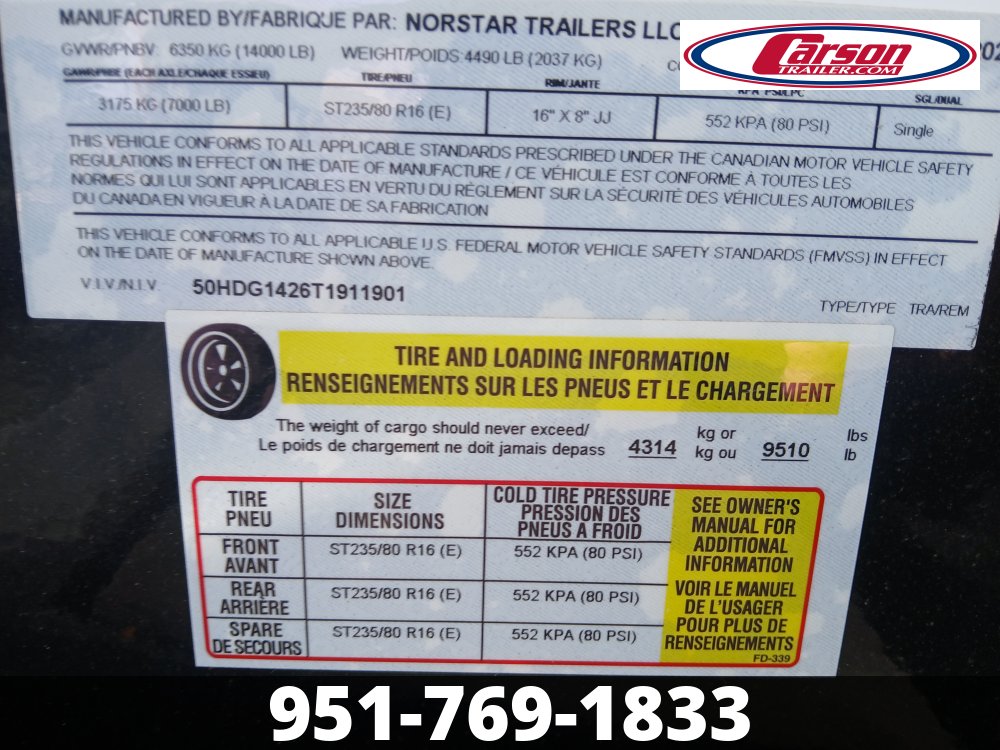 MANUFACTURED BY/FABRIQUE PAR: NORSTAR TRAILERS LLC
Carson
TRAILER.COM
GVWR/PNBV: 6350 KG (14000 LB) WEIGHT/POIDS: 4490 LB (2037 KG)
GAWR/PNBE (EACH AXLE/CHAQUE ESSIEU) TIRE/PNEU RIM/JANTE SGL/DUAL
3175 KG (7000 LB) ST235/80 R16 (E) 16" X 8" JJ 552 KPA (80 PSI) Single
THIS VEHICLE CONFORMS TO ALL APPLICABLE STANDARDS PRESCRIBED UNDER THE CANADIAN MOTOR VEHICLE SAFETY
REGULATIONS IN EFFECT ON THE DATE OF MANUFACTURE / CE VÉHICULE EST CONFORME À TOUTES LES
NORMES QUI LUI SONT APPLICABLES EN VERTU DU RÈGLEMENT SUR LA SÉCURITÉ DES VÉHICULES AUTOMOBILES
DU CANADA EN VIGUEUR À LA DATE DE SA FABRICATION
THIS VEHICLE CONFORMS TO ALL APPLICABLE U.S. FEDERAL MOTOR VEHICLE SAFETY STANDARDS (FMVSS) IN EFFECT
ON THE DATE OF MANUFACTURE SHOWN ABOVE.
V.I.V./N.I.V 50HDG1426T1911901
TYPE/TYPE TRA/REM
TIRE AND LOADING INFORMATION
RENSEIGNEMENTS SUR LES PNEUS ET LE CHARGEMENT
The weight of cargo should never exceed/ kg or lbs
Le poids de chargement ne doit jamais depass 4314 kg ou 9510 lb
TIRE
PNEU
SIZE
DIMENSIONS
COLD TIRE PRESSURE
PRESSION DES
PNEUS A FROID
FRONT
AVANT
ST235/80 R16 (E) 552 KPA (80 PSI)
REAR
ARRIÈRE
ST235/80 R16 (E) 552 KPA (80 PSI)
SPARE
DE SECOURS
ST235/80 R16 (E) 552 KPA (80 PSI)
SEE OWNER'S
MANUAL FOR
ADDITIONAL
INFORMATION
VOIR LE MANUEL
DE L'USAGER
POUR PLUS DE
RENSEIGNEMENTS
FD-339
951-769-1833